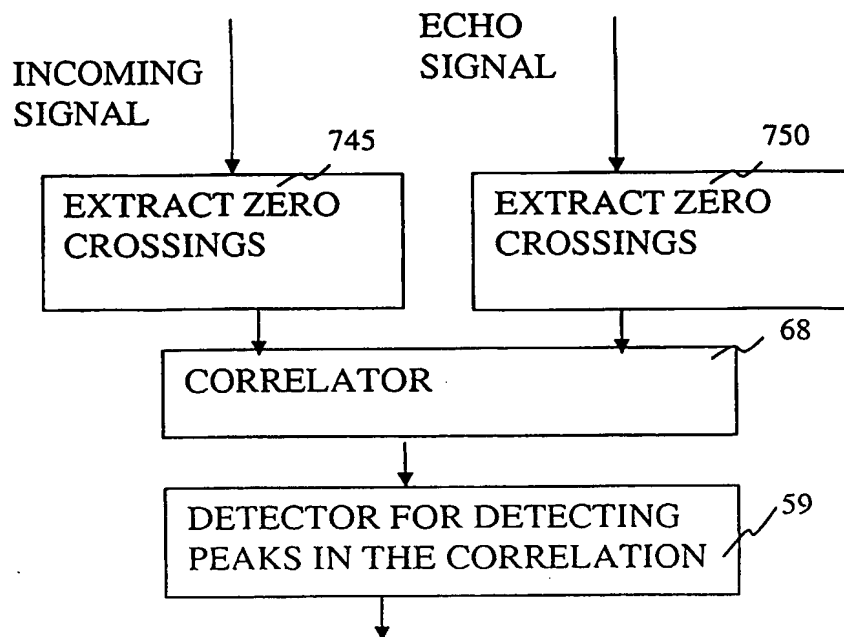 INCOMING
SIGNAL
ECHO
SIGNAL
745
750
EXTRACT ZERO
CROSSINGS
EXTRACT ZERO
CROSSINGS
68
CORRELATOR
59
DETECTOR FOR DETECTING
PEAKS IN THE CORRELATION